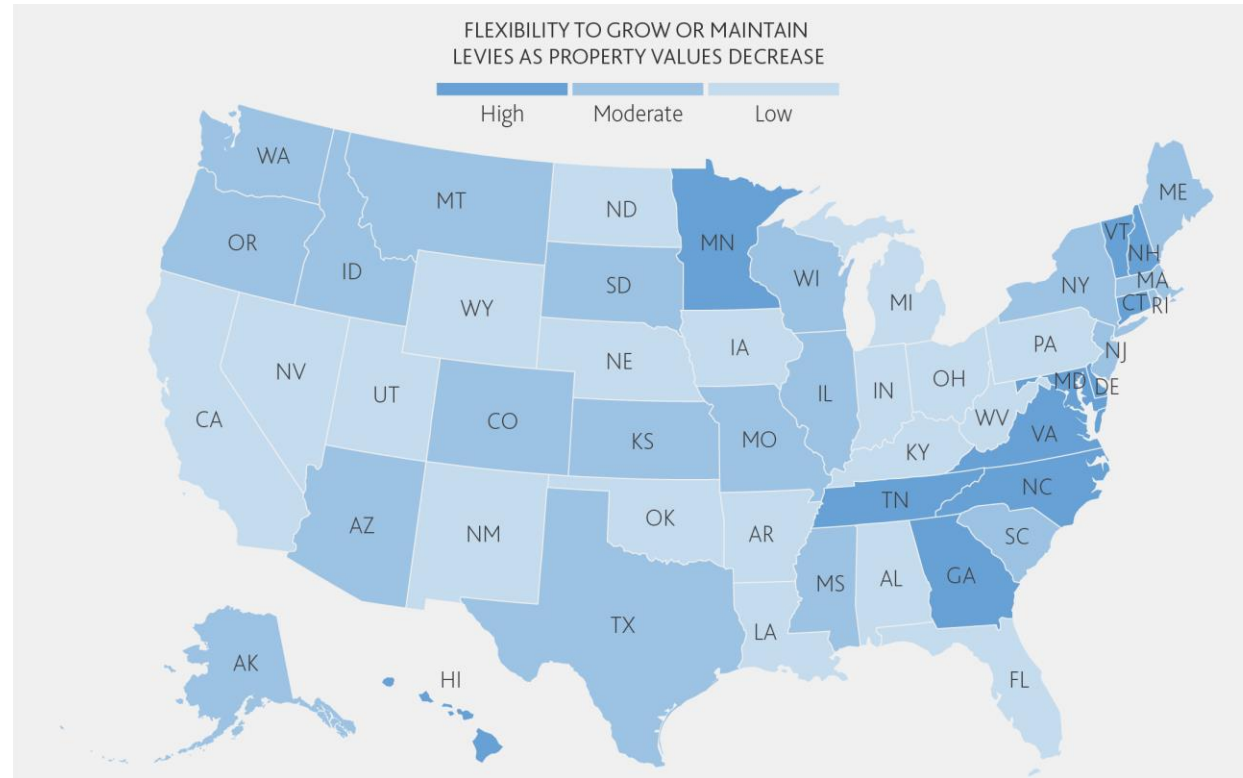 FLEXIBILITY TO GROW OR MAINTAIN
LEVIES AS PROPERTY VALUES DECREASE
High Moderate Low
WA
MT
ND
MN
ME
OR
ID
SD
WI
VT
NH
WY
MI
NY
MA
CT
RI
NE
IA
PA
NJ
NV
UT
CO
IL
IN
OH
MD
DE
CA
KS
MO
WV
VA
KY
AZ
NM
OK
AR
TN
NC
SC
MS
AL
GA
TX
LA
AK
HI
FL